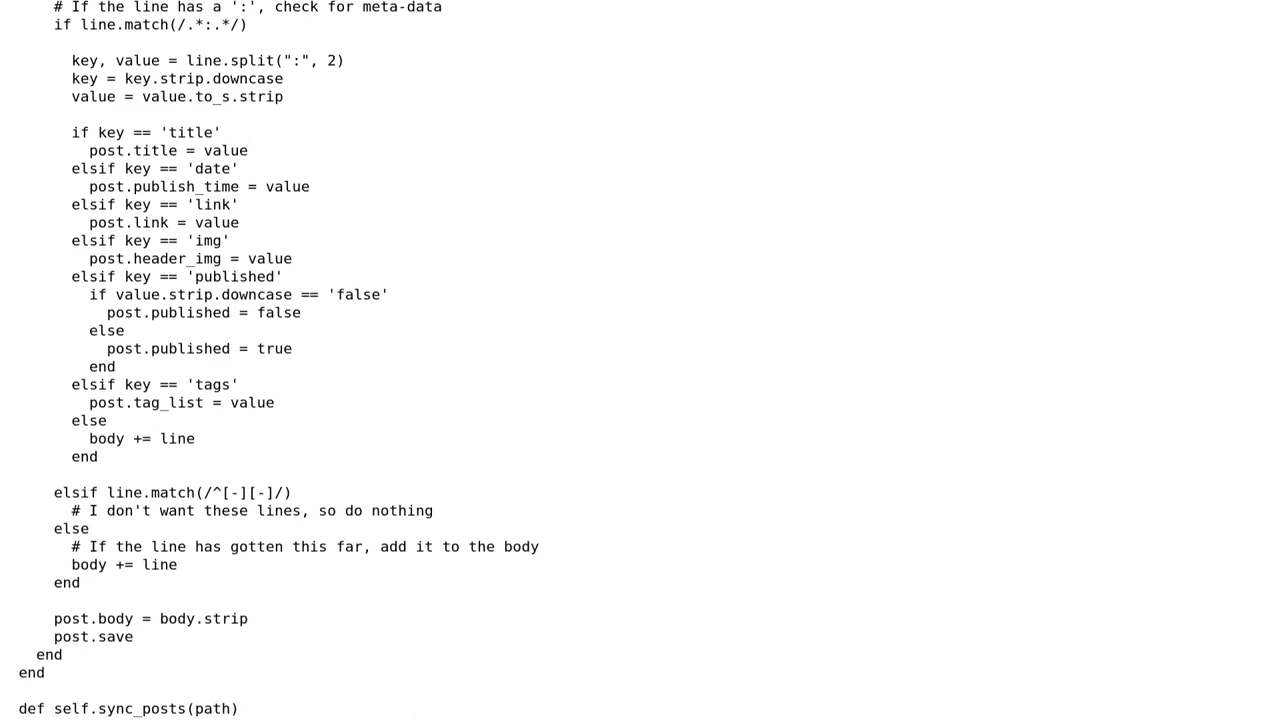 # If the line has a ':', check for meta-data
if line.match(/.*:.*/)
key, value = line.split(":", 2)
key = key.strip.downcase
value = value.to_s.strip
if key == 'title'
post.title = value
elsif key == 'date'
post.publish_time = value
elsif key == 'link'
post.link = value
elsif key == 'img'
post.header_img = value
elsif key == 'published'
if value.strip.downcase == 'false'
post.published = false
else
post.published = true
end
elsif key == 'tags'
post.tag_list = value
else
body += line
end
elsif line.match(/^[-][-]/)
# I don't want these lines, so do nothing
else
# If the line has gotten this far, add it to the body
body += line
end
post.body = body.strip
post.save
end
end
def self.sync_posts(path)